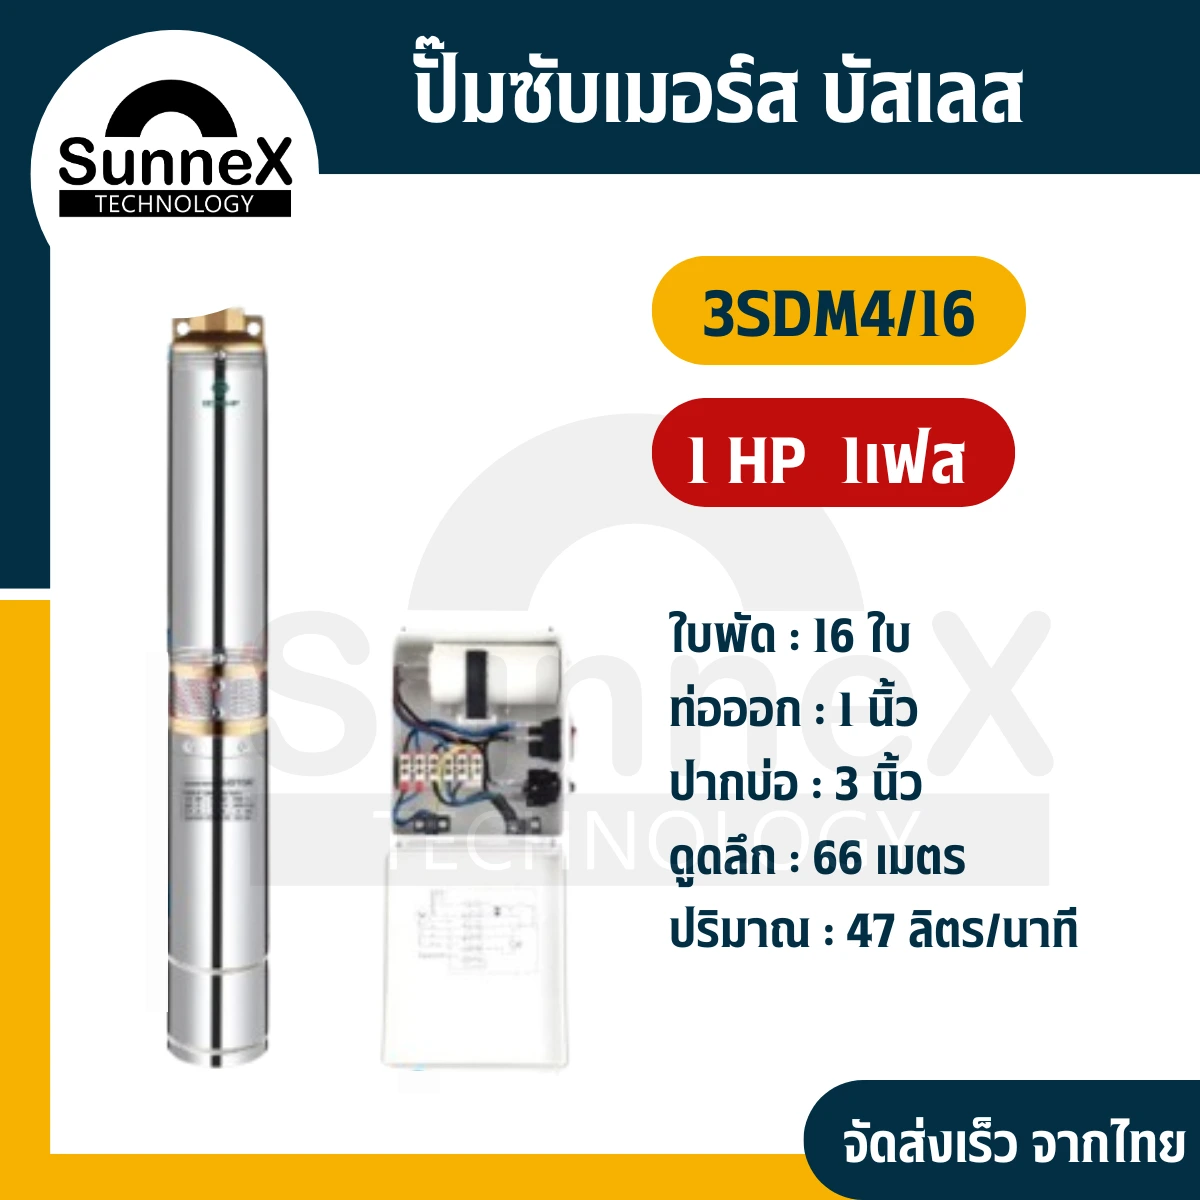 ปั๊มซับเมอร์ส บัสเลส
SunneX
TECHNOLOGY
3SDM4/16
1 HP 1เฟส
ใบพัด : 16 ใบ
ท่อออก : 1 นิ้ว
ปากบ่อ : 3 นิ้ว
ดูดลึก : 66 เมตร
ปริมาณ : 47 ลิตร/นาที
SunneX
TECHNOLOGY
จัดส่งเร็ว จากไทย